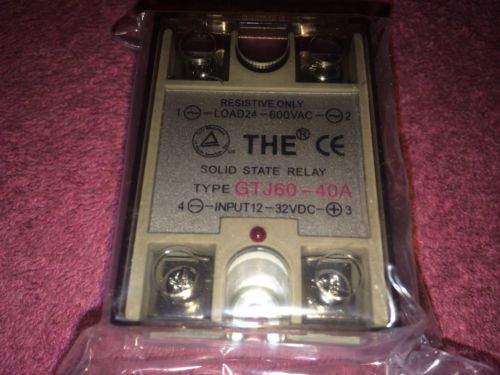 RESISTIVE ONLY
1 ~ LOAD24-600VAC ~ 2
THE® CE
SOLID STATE RELAY
TYPE GTJ60-40A
4 ⊖-INPUT12-32VDC-⊕ 3